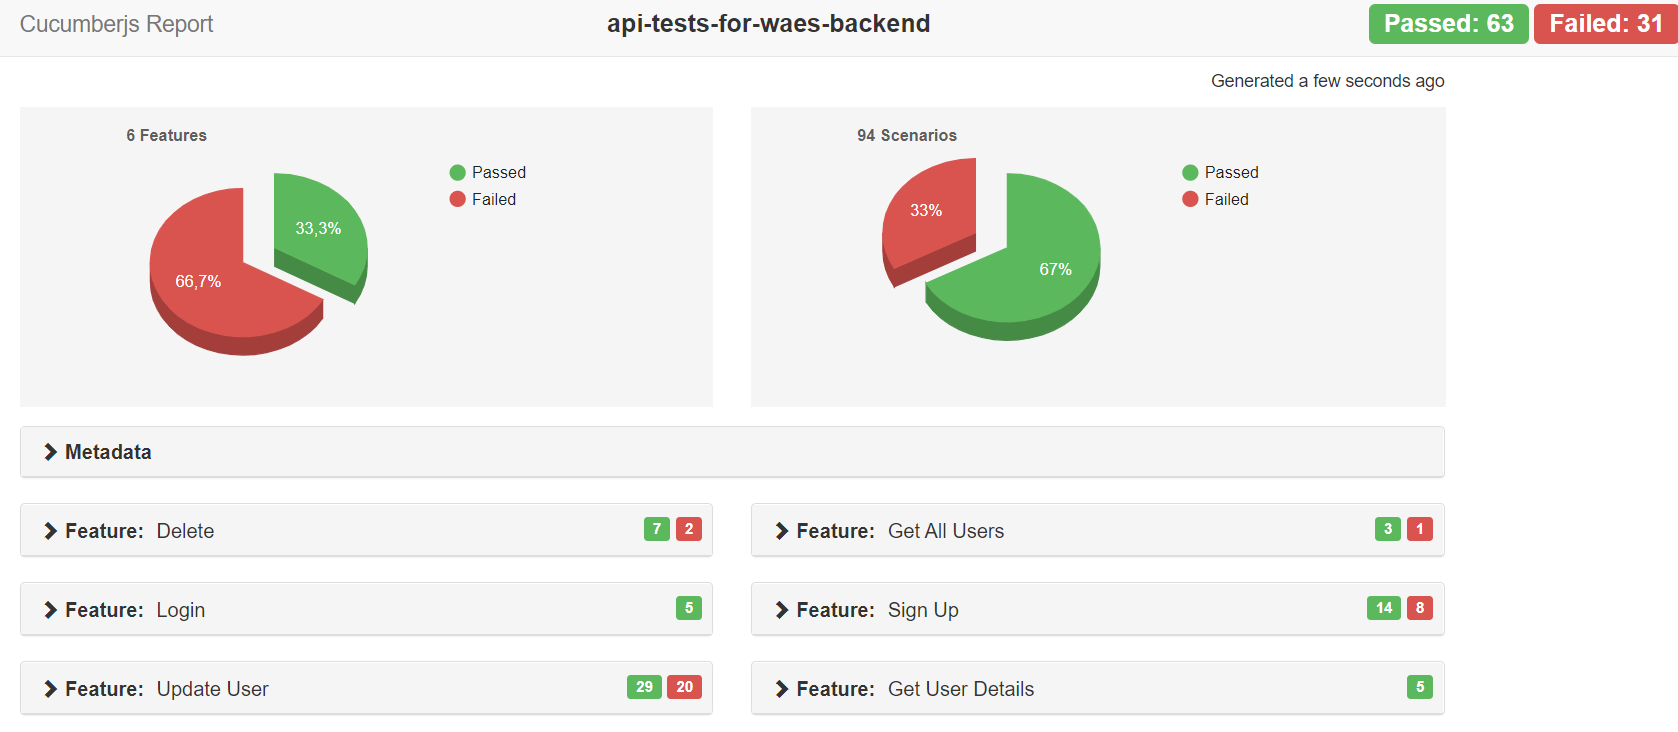 Cucumberjs Report
api-tests-for-waes-backend
Passed: 63
Failed: 31
Generated a few seconds ago
6 Features
33,3%
66,7%
Passed
Failed
94 Scenarios
33%
67%
Passed
Failed
Metadata
Feature: Delete 7 2
Feature: Get All Users 3 1
Feature: Login 5
Feature: Sign Up 14 8
Feature: Update User 29 20
Feature: Get User Details 5